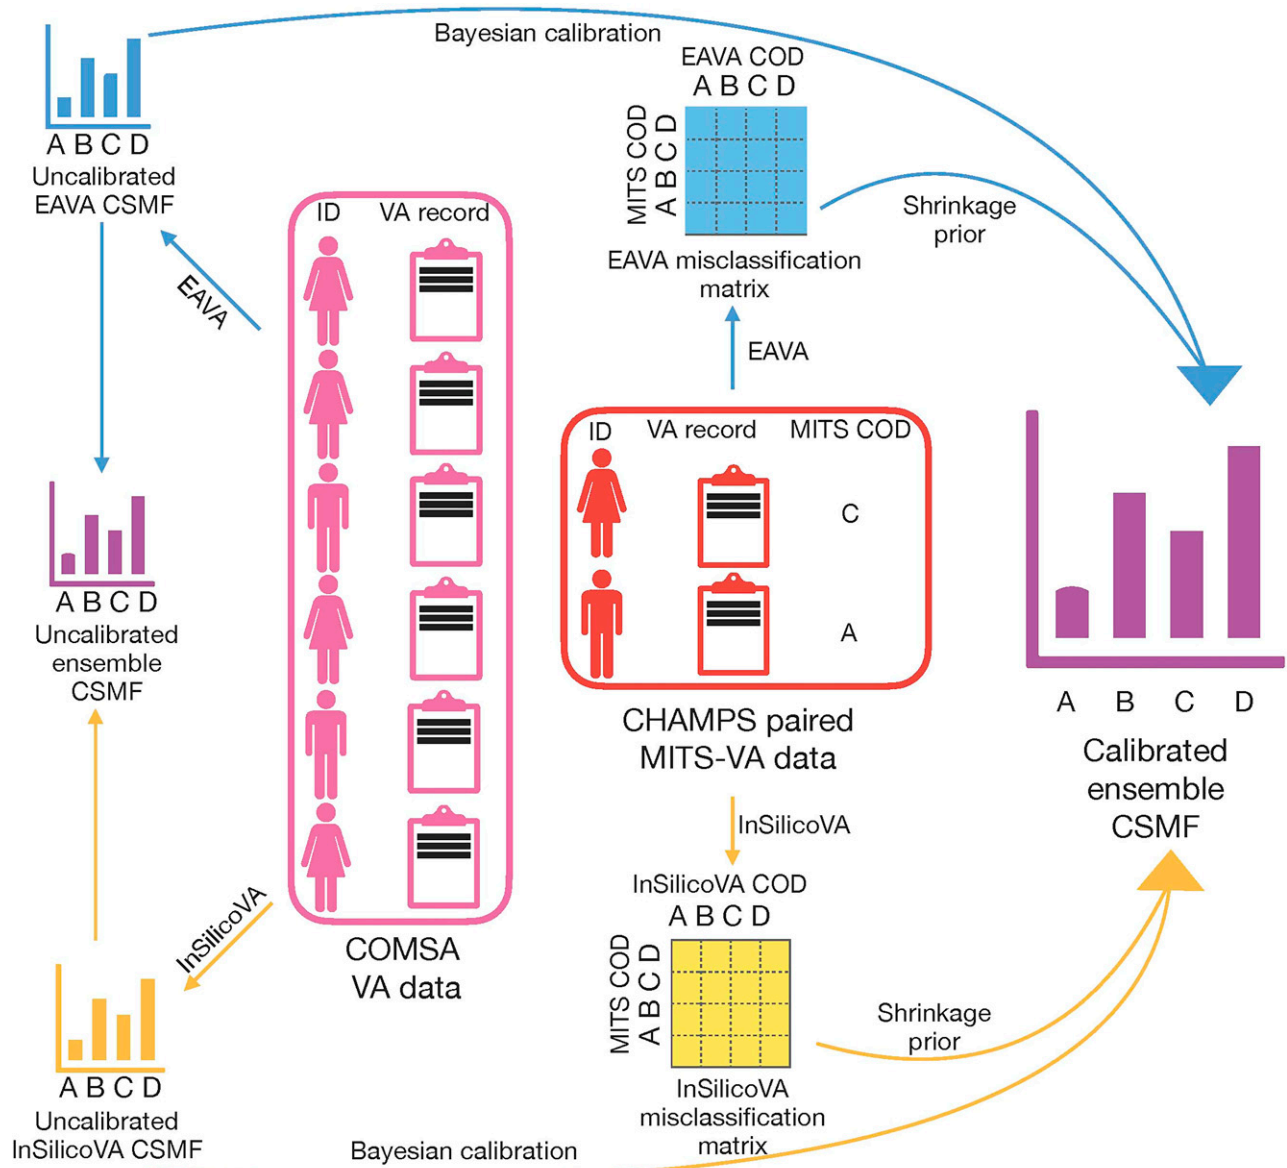 Bayesian calibration
A B C D
Uncalibrated
EAVA CSMF
EAVA
A B C D
Uncalibrated
ensemble
CSMF
InSilicoVA
A B C D
Uncalibrated
InSilicoVA CSMF
ID VA record
COMSA
VA data
EAVA COD
A B C D
MITS COD
A B C D
EAVA misclassification
matrix
Shrinkage
prior
EAVA
ID VA record MITS COD
C
A
CHAMPS paired
MITS-VA data
InSilicoVA
InSilicoVA COD
A B C D
MITS COD
A B C D
InSilicoVA
misclassification
matrix
Shrinkage
prior
Bayesian calibration
A B C D
Calibrated
ensemble
CSMF